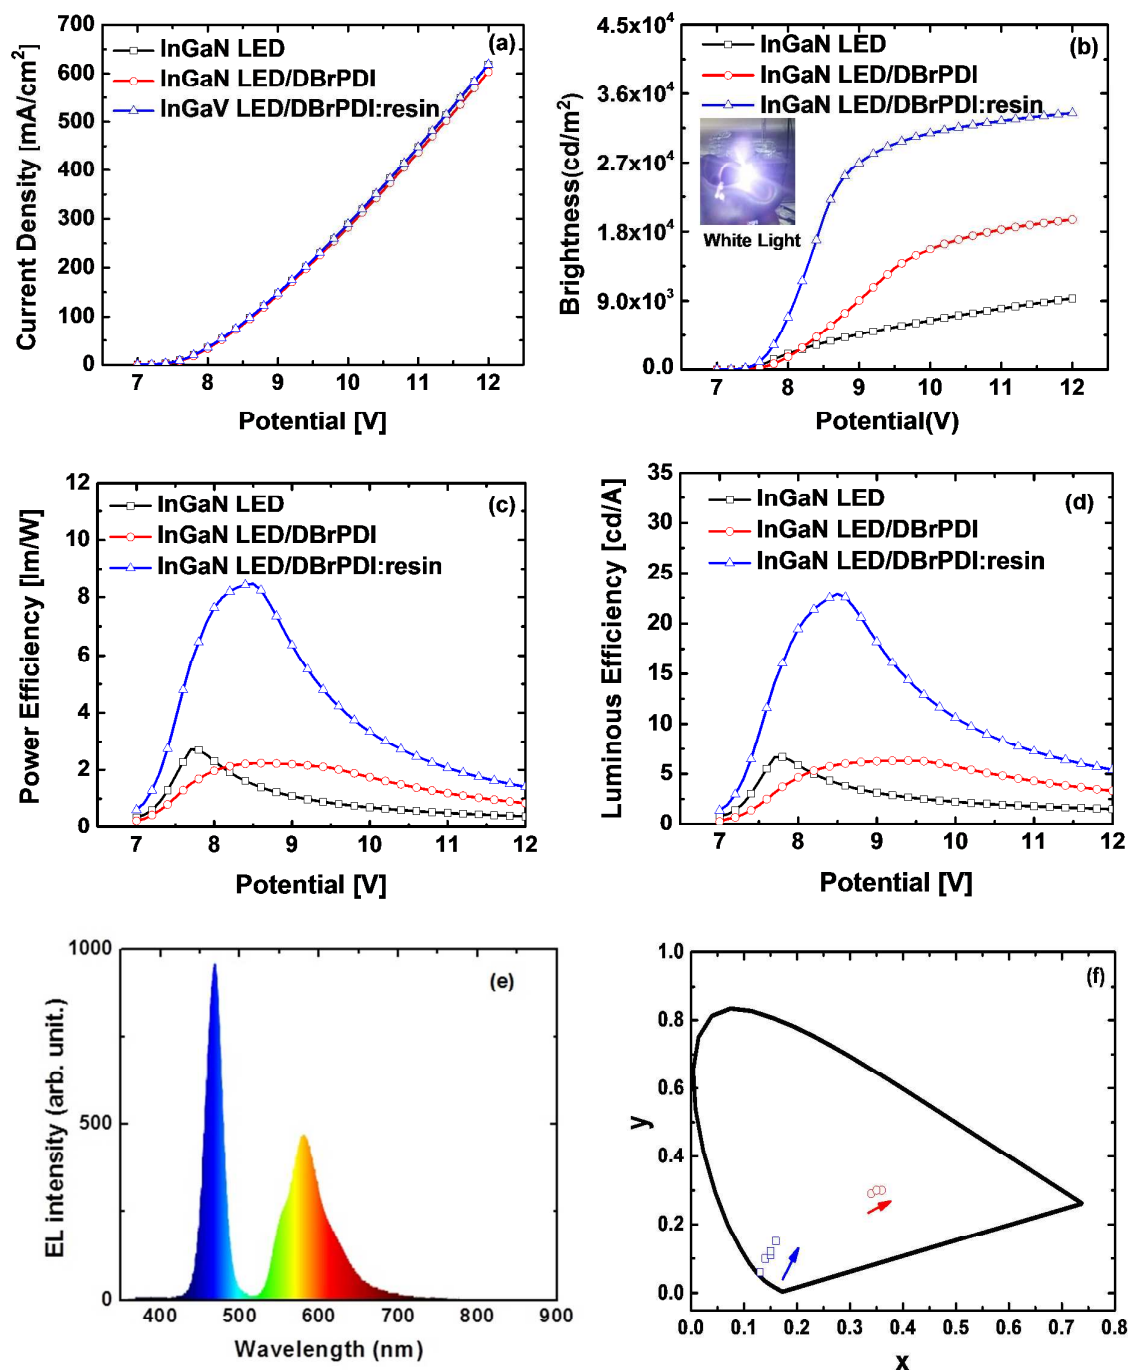 (a)
InGaN LED
InGaN LED/DBrPDI
InGaV LED/DBrPDI:resin
Current Density [mA/cm²]
700
600
500
400
300
200
100
0
7 8 9 10 11 12
Potential [V]
(b)
InGaN LED
InGaN LED/DBrPDI
InGaN LED/DBrPDI:resin
White Light
Brightness(cd/m²)
4.5x10⁴
3.6x10⁴
2.7x10⁴
1.8x10⁴
9.0x10³
0.0
7 8 9 10 11 12
Potential(V)
(c)
InGaN LED
InGaN LED/DBrPDI
InGaN LED/DBrPDI:resin
Power Efficiency [lm/W]
12
10
8
6
4
2
0
7 8 9 10 11 12
Potential [V]
(d)
InGaN LED
InGaN LED/DBrPDI
InGaN LED/DBrPDI:resin
Luminous Efficiency [cd/A]
35
30
25
20
15
10
5
0
7 8 9 10 11 12
Potential [V]
(e)
EL intensity (arb. unit.)
1000
500
0
400 500 600 700 800 900
Wavelength (nm)
(f)
y
1.0
0.8
0.6
0.4
0.2
0.0
0.0 0.1 0.2 0.3 0.4 0.5 0.6 0.7 0.8
x